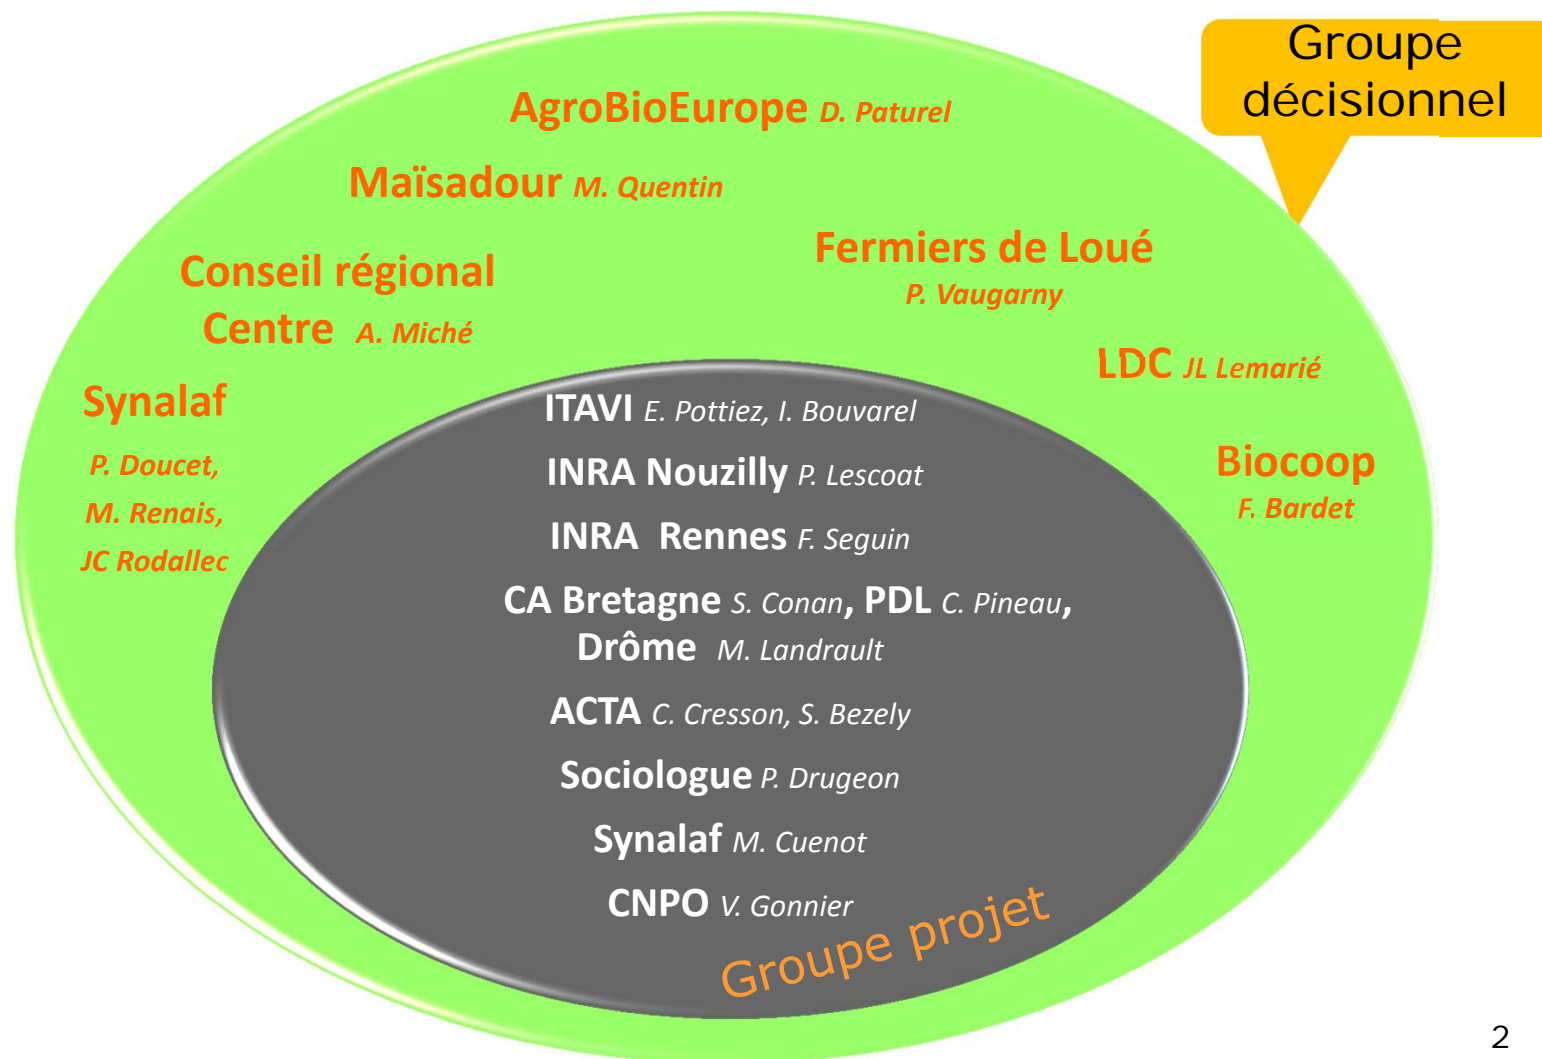 Groupe
décisionnel
AgroBioEurope D. Paturel
Maïsadour M. Quentin
Fermiers de Loué
P. Vaugarny
Conseil régional
Centre A. Miché
LDC JL Lemarié
Synalaf
P. Doucet,
M. Renais,
JC Rodallec
Biocoop
F. Bardet
ITAVI E. Pottiez, I. Bouvarel
INRA Nouzilly P. Lescoat
INRA Rennes F. Seguin
CA Bretagne S. Conan, PDL C. Pineau,
Drôme M. Landrault
ACTA C. Cresson, S. Bezely
Sociologue P. Drugeon
Synalaf M. Cuenot
CNPO V. Gonnier
Groupe projet
2